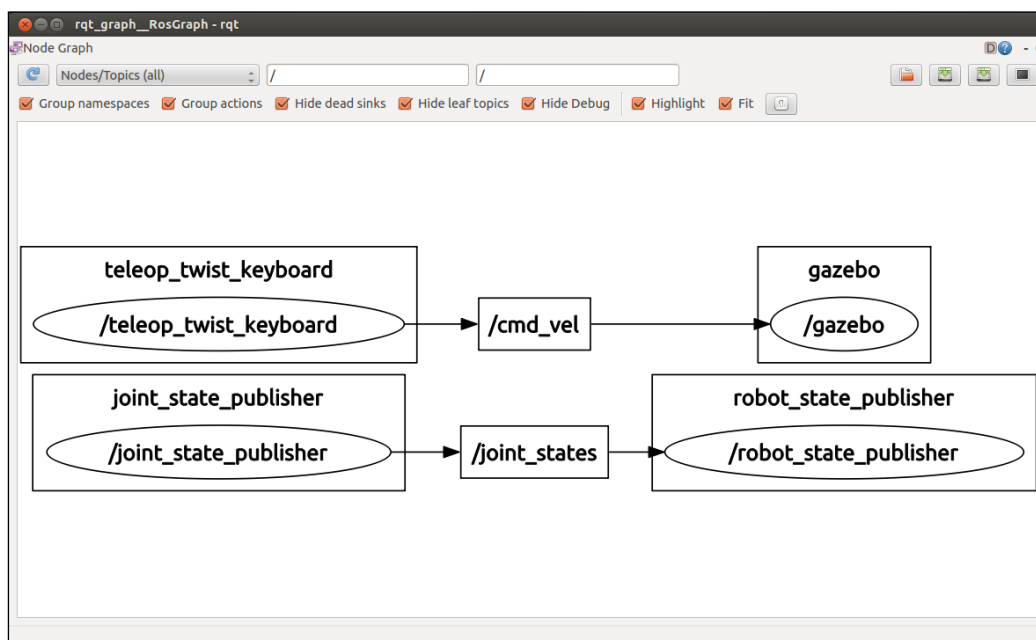 rqt_graph__RosGraph - rqt
Node Graph
D ? -
Nodes/Topics (all) / /
Group namespaces Group actions Hide dead sinks Hide leaf topics Hide Debug Highlight Fit
teleop_twist_keyboard gazebo
/teleop_twist_keyboard /cmd_vel /gazebo
joint_state_publisher robot_state_publisher
/joint_state_publisher /joint_states /robot_state_publisher